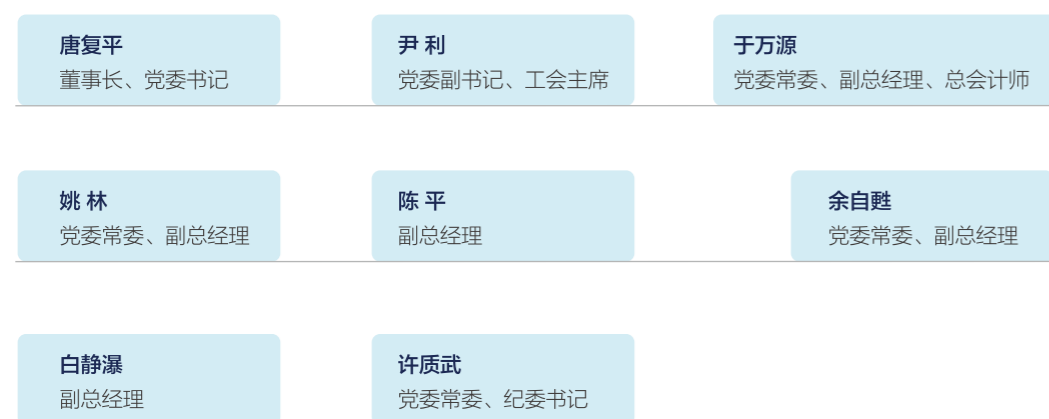 唐复平
董事长、党委书记
尹 利
党委副书记、工会主席
于万源
党委常委、副总经理、总会计师
姚 林
党委常委、副总经理
陈 平
副总经理
余自甦
党委常委、副总经理
白静瀑
副总经理
许质武
党委常委、纪委书记